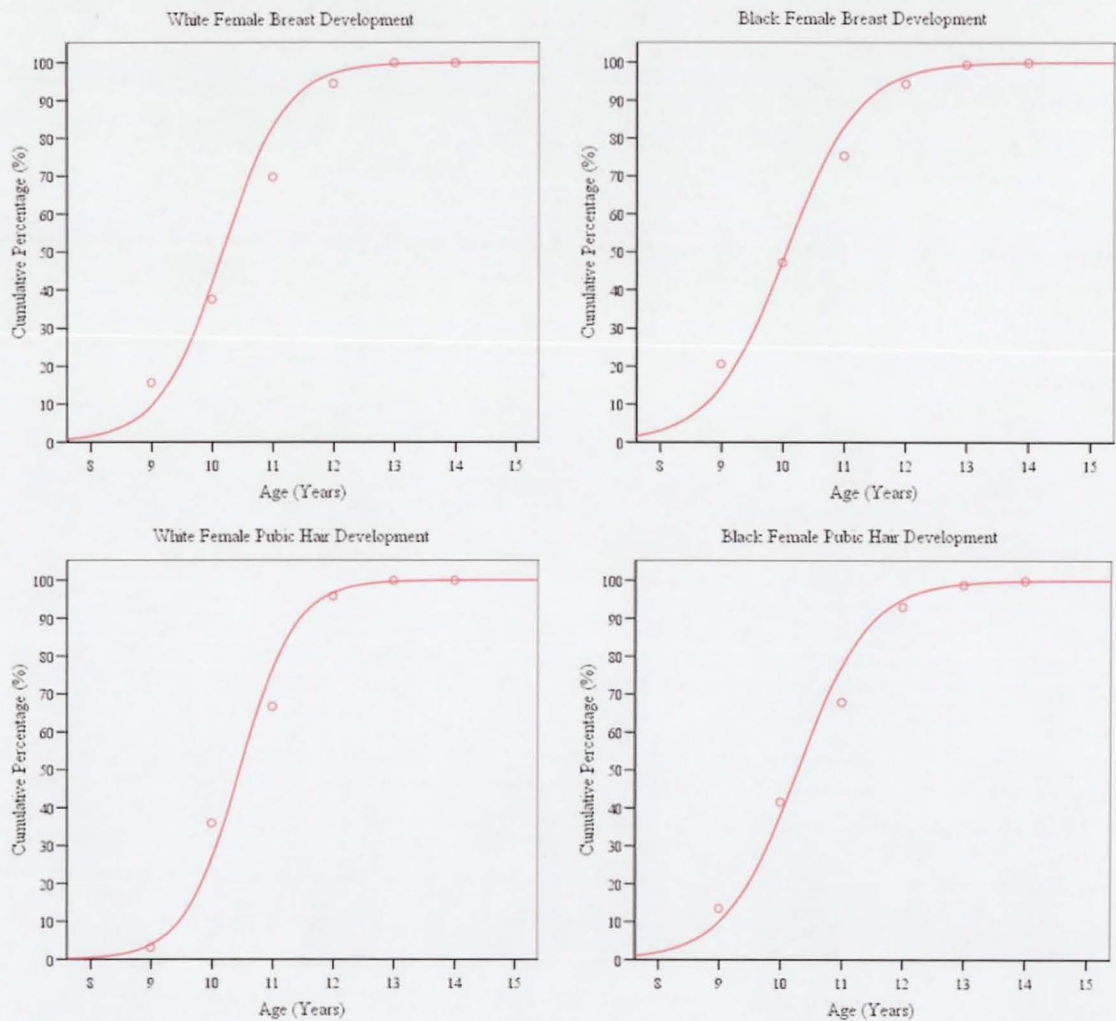 White Female Breast Development
Cumulative Percentage (%)
100
90
80
70
60
50
40
30
20
10
0
8 9 10 11 12 13 14 15
Age (Years)
Black Female Breast Development
Cumulative Percentage (%)
100
90
80
70
60
50
40
30
20
10
0
8 9 10 11 12 13 14 15
Age (Years)
White Female Pubic Hair Development
Cumulative Percentage (%)
100
90
80
70
60
50
40
30
20
10
0
8 9 10 11 12 13 14 15
Age (Years)
Black Female Pubic Hair Development
Cumulative Percentage (%)
100
90
80
70
60
50
40
30
20
10
0
8 9 10 11 12 13 14 15
Age (Years)